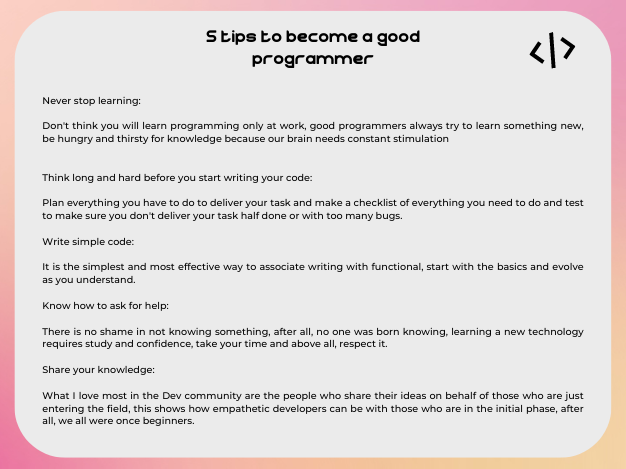 5 tips to become a good
programmer
</>
Never stop learning:
Don't think you will learn programming only at work, good programmers always try to learn something new,
be hungry and thirsty for knowledge because our brain needs constant stimulation
Think long and hard before you start writing your code:
Plan everything you have to do to deliver your task and make a checklist of everything you need to do and test
to make sure you don't deliver your task half done or with too many bugs.
Write simple code:
It is the simplest and most effective way to associate writing with functional, start with the basics and evolve
as you understand.
Know how to ask for help:
There is no shame in not knowing something, after all, no one was born knowing, learning a new technology
requires study and confidence, take your time and above all, respect it.
Share your knowledge:
What I love most in the Dev community are the people who share their ideas on behalf of those who are just
entering the field, this shows how empathetic developers can be with those who are in the initial phase, after
all, we all were once beginners.